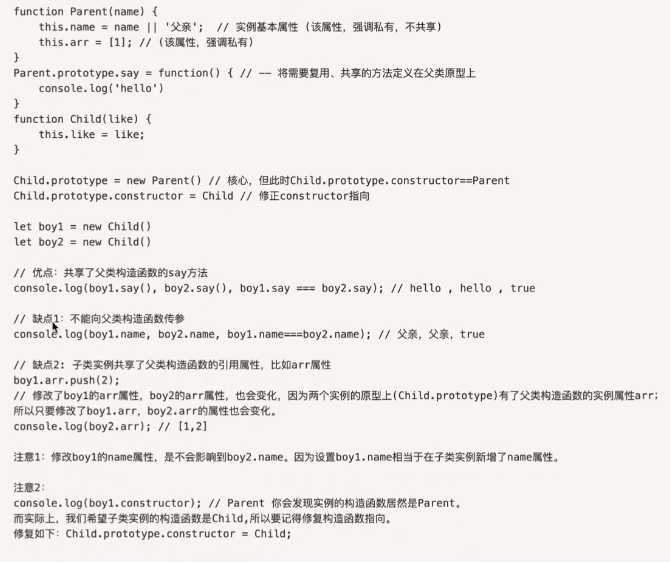 function Parent(name) {
    this.name = name || '父亲';  // 实例基本属性 (该属性，强调私有，不共享)
    this.arr = [1]; // (该属性，强调私有)
}
Parent.prototype.say = function() { // -- 将需要复用、共享的方法定义在父类原型上
    console.log('hello')
}
function Child(like) {
    this.like = like;
}

Child.prototype = new Parent() // 核心，但此时Child.prototype.constructor==Parent
Child.prototype.constructor = Child // 修正constructor指向

let boy1 = new Child()
let boy2 = new Child()

// 优点：共享了父类构造函数的say方法
console.log(boy1.say(), boy2.say(), boy1.say === boy2.say); // hello , hello , true

// 缺点1：不能向父类构造函数传参
console.log(boy1.name, boy2.name, boy1.name===boy2.name); // 父亲，父亲，true

// 缺点2: 子类实例共享了父类构造函数的引用属性，比如arr属性
boy1.arr.push(2);
// 修改了boy1的arr属性，boy2的arr属性，也会变化，因为两个实例的原型上(Child.prototype)有了父类构造函数的实例属性arr；
所以只要修改了boy1.arr，boy2.arr的属性也会变化。
console.log(boy2.arr); // [1,2]

注意1：修改boy1的name属性，是不会影响到boy2.name。因为设置boy1.name相当于在子类实例新增了name属性。

注意2：
console.log(boy1.constructor); // Parent 你会发现实例的构造函数居然是Parent。
而实际上，我们希望子类实例的构造函数是Child,所以要记得修复构造函数指向。
修复如下：Child.prototype.constructor = Child;